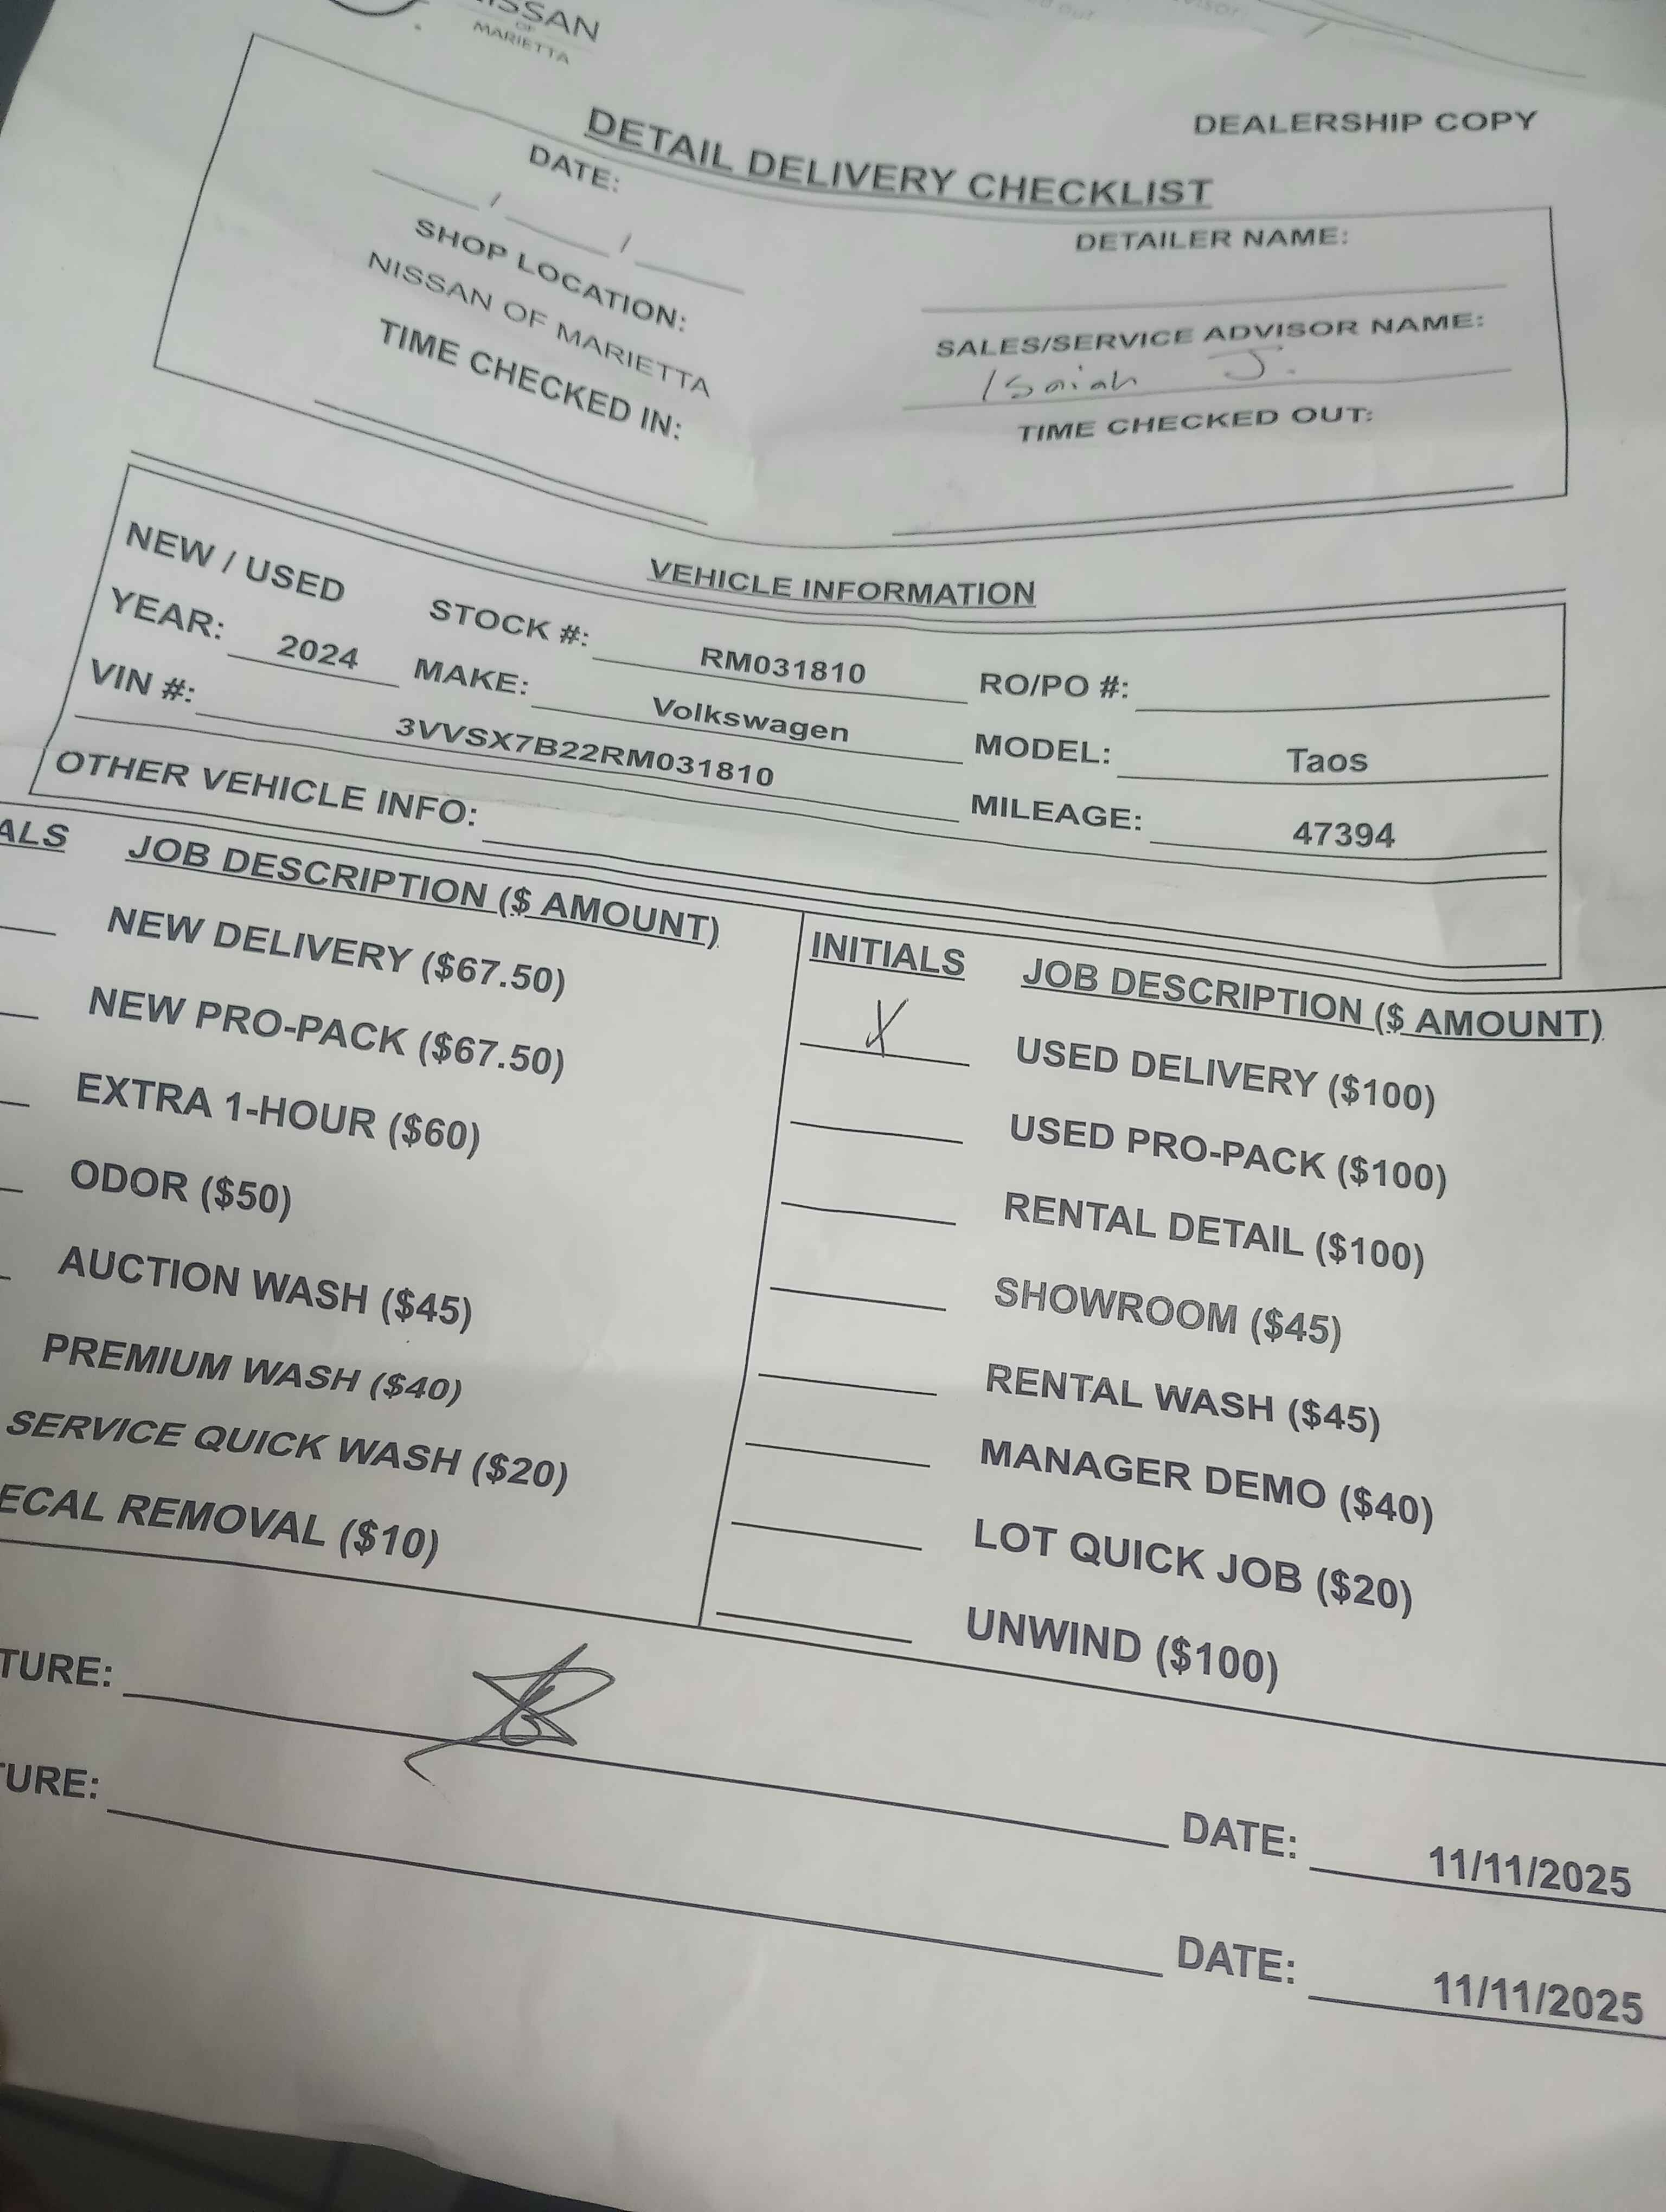 NISSAN
OF
MARIETTA
DEALERSHIP COPY
DETAIL DELIVERY CHECKLIST
DATE:
/ /
SHOP LOCATION:
NISSAN OF MARIETTA
TIME CHECKED IN:
DETAILER NAME:
SALES/SERVICE ADVISOR NAME:
Isaiah J.
TIME CHECKED OUT:
VEHICLE INFORMATION
NEW / USED STOCK #: RM031810 RO/PO #:
YEAR: 2024 MAKE: Volkswagen MODEL: Taos
VIN #: 3VVSX7B22RM031810 MILEAGE: 47394
OTHER VEHICLE INFO:
ALS JOB DESCRIPTION ($ AMOUNT)
NEW DELIVERY ($67.50)
NEW PRO-PACK ($67.50)
EXTRA 1-HOUR ($60)
ODOR ($50)
AUCTION WASH ($45)
PREMIUM WASH ($40)
SERVICE QUICK WASH ($20)
ECAL REMOVAL ($10)
INITIALS JOB DESCRIPTION ($ AMOUNT)
X USED DELIVERY ($100)
USED PRO-PACK ($100)
RENTAL DETAIL ($100)
SHOWROOM ($45)
RENTAL WASH ($45)
MANAGER DEMO ($40)
LOT QUICK JOB ($20)
UNWIND ($100)
TURE: DATE: 11/11/2025
TURE: DATE: 11/11/2025